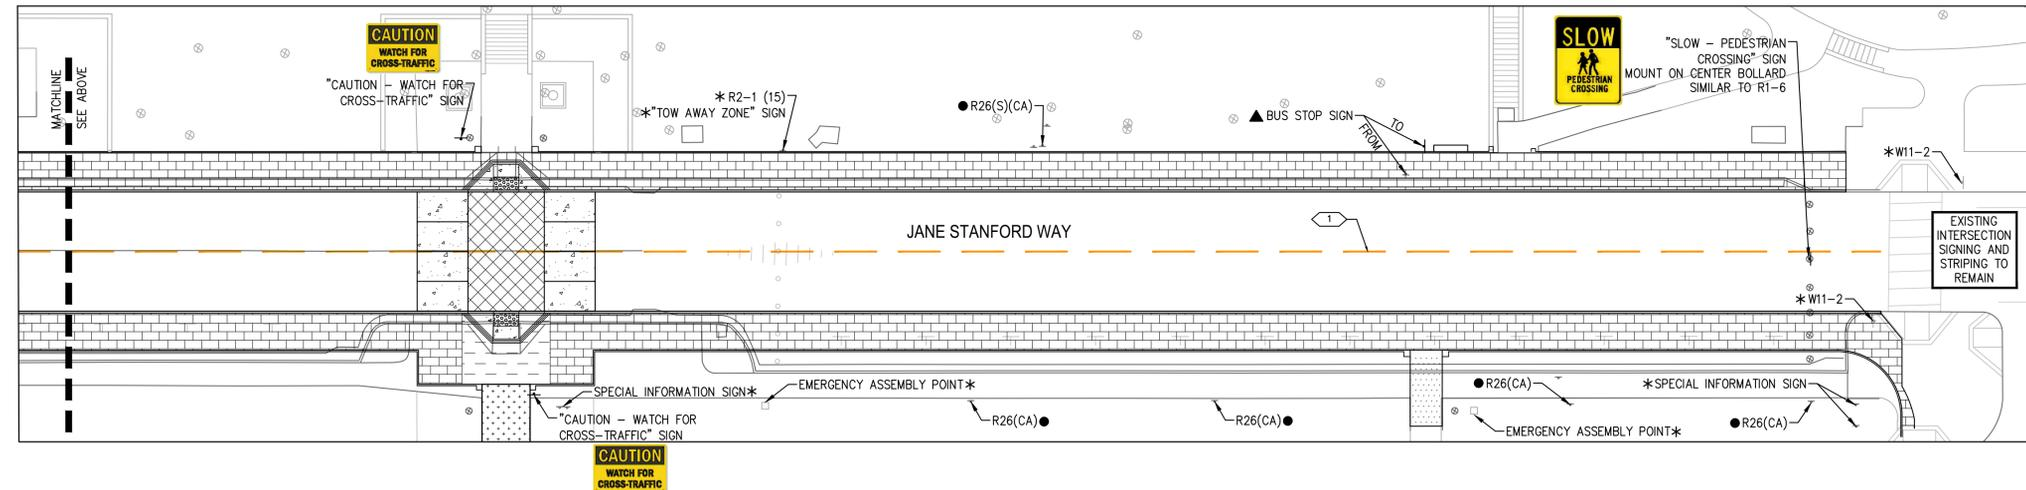 MATCHLINE
SEE ABOVE
CAUTION
WATCH FOR
CROSS-TRAFFIC
"CAUTION – WATCH FOR
CROSS-TRAFFIC" SIGN
* R2-1 (15)
*"TOW AWAY ZONE" SIGN
●R26(S)(CA)
▲ BUS STOP SIGN
TO
FROM
SLOW
PEDESTRIAN
CROSSING
"SLOW – PEDESTRIAN
CROSSING" SIGN
MOUNT ON CENTER BOLLARD
SIMILAR TO R1-6
*W11-2
JANE STANFORD WAY
1
EXISTING
INTERSECTION
SIGNING AND
STRIPING TO
REMAIN
*W11-2
SPECIAL INFORMATION SIGN*
"CAUTION – WATCH FOR
CROSS-TRAFFIC" SIGN
EMERGENCY ASSEMBLY POINT*
R26(CA)●
R26(CA)●
●R26(CA)
EMERGENCY ASSEMBLY POINT*
*SPECIAL INFORMATION SIGN
●R26(CA)
CAUTION
WATCH FOR
CROSS-TRAFFIC